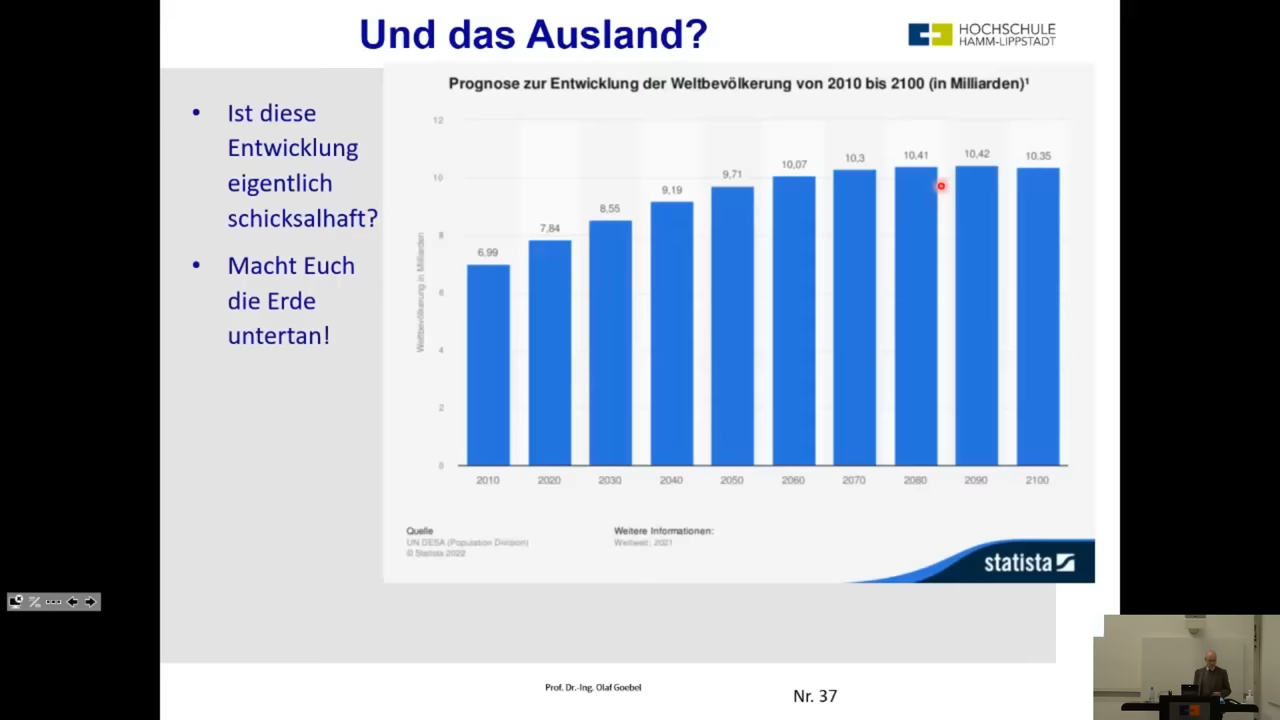 Und das Ausland?
HOCHSCHULE
HAMM-LIPPSTADT
• Ist diese
Entwicklung
eigentlich
schicksalhaft?
• Macht Euch
die Erde
untertan!
Prognose zur Entwicklung der Weltbevölkerung von 2010 bis 2100 (in Milliarden)¹
Weltbevölkerung in Milliarden
12
10
8
6
4
2
0
6,99
7,84
8,55
9,19
9,71
10,07
10,3
10,41
10,42
10,35
2010
2020
2030
2040
2050
2060
2070
2080
2090
2100
Quelle
UN DESA (Population Division)
© Statista 2022
Weitere Informationen:
Weltweit; 2021
statista
Prof. Dr.-Ing. Olaf Goebel
Nr. 37